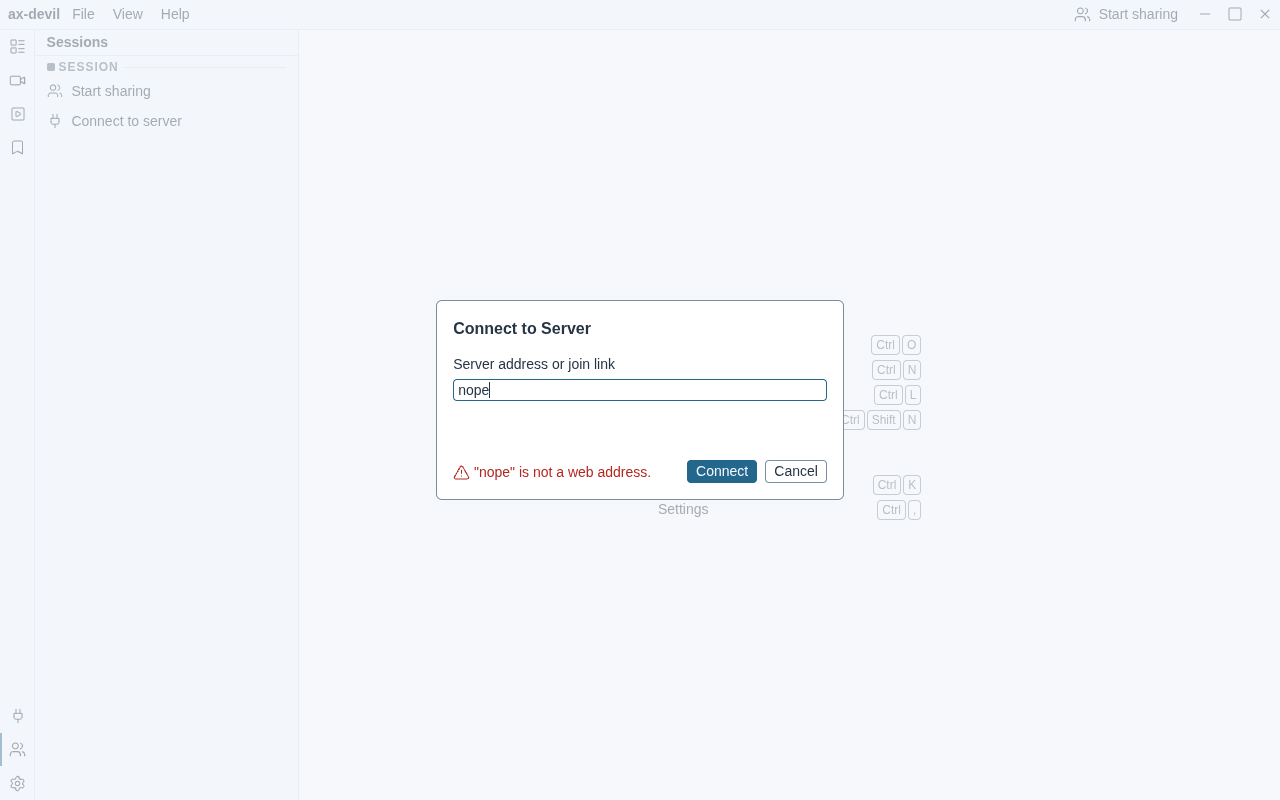 ax-devil File View Help Start sharing
Sessions
SESSION
Start sharing
Connect to server
Connect to Server
Server address or join link
nope
"nope" is not a web address. Connect Cancel
Ctrl O
Ctrl N
Ctrl L
Ctrl Shift N
Ctrl K
Settings Ctrl ,